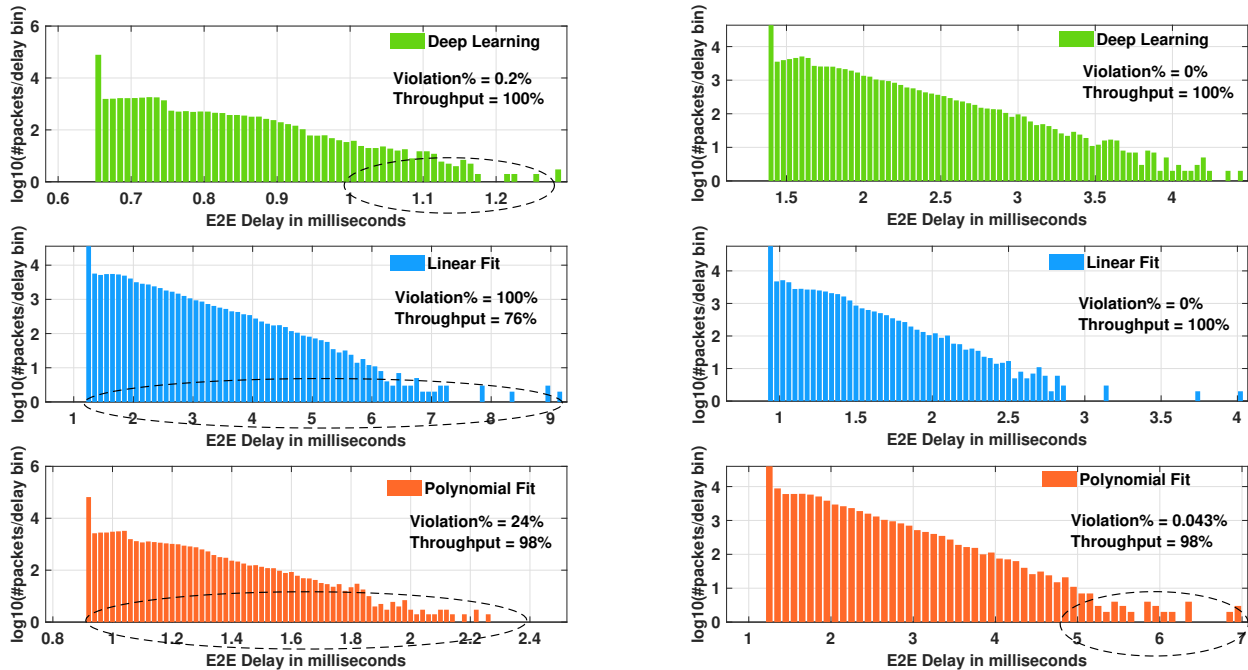 log10(#packets/delay bin)
6
4
2
0
Deep Learning
Violation% = 0.2%
Throughput = 100%
0.6 0.7 0.8 0.9 1 1.1 1.2
E2E Delay in milliseconds
log10(#packets/delay bin)
4
3
2
1
0
Deep Learning
Violation% = 0%
Throughput = 100%
1.5 2 2.5 3 3.5 4
E2E Delay in milliseconds
log10(#packets/delay bin)
4
3
2
1
0
Linear Fit
Violation% = 100%
Throughput = 76%
1 2 3 4 5 6 7 8 9
E2E Delay in milliseconds
log10(#packets/delay bin)
4
3
2
1
0
Linear Fit
Violation% = 0%
Throughput = 100%
1 1.5 2 2.5 3 3.5 4
E2E Delay in milliseconds
log10(#packets/delay bin)
6
4
2
0
Polynomial Fit
Violation% = 24%
Throughput = 98%
0.8 1 1.2 1.4 1.6 1.8 2 2.2 2.4
E2E Delay in milliseconds
log10(#packets/delay bin)
4
3
2
1
0
Polynomial Fit
Violation% = 0.043%
Throughput = 98%
1 2 3 4 5 6 7
E2E Delay in milliseconds